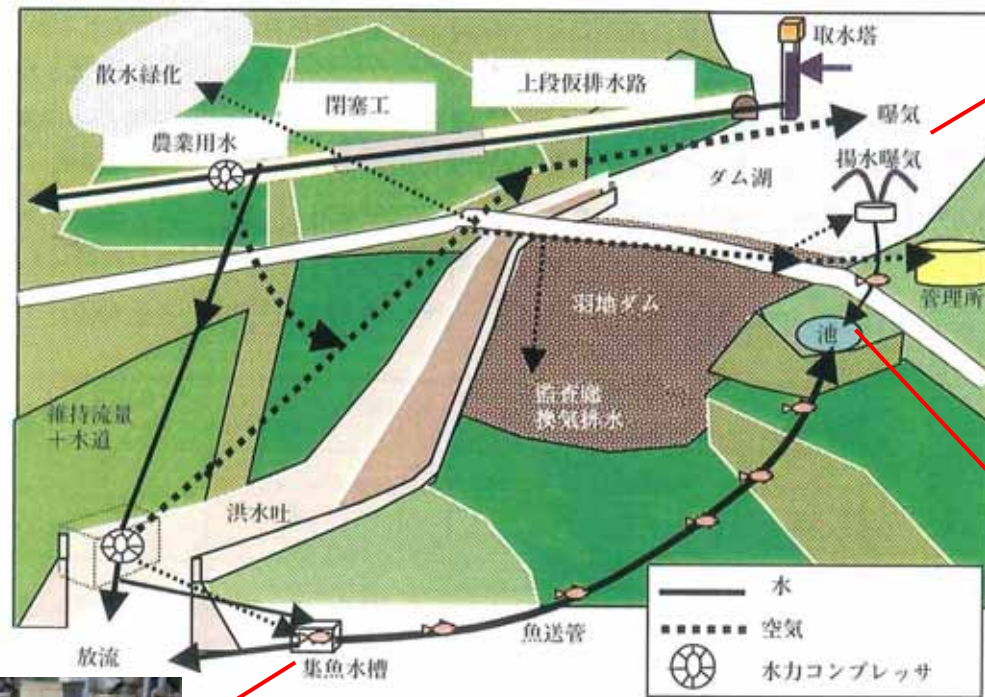 取水塔
散水緑化
上段仮排水路
閉塞工
曝気
農業用水
揚水曝気
ダム湖
管理所
羽地ダム
池
監査廊
換気排水
維持流量
＋水道
洪水吐
水
魚送管
空気
放流
集魚水槽
水力コンプレッサ